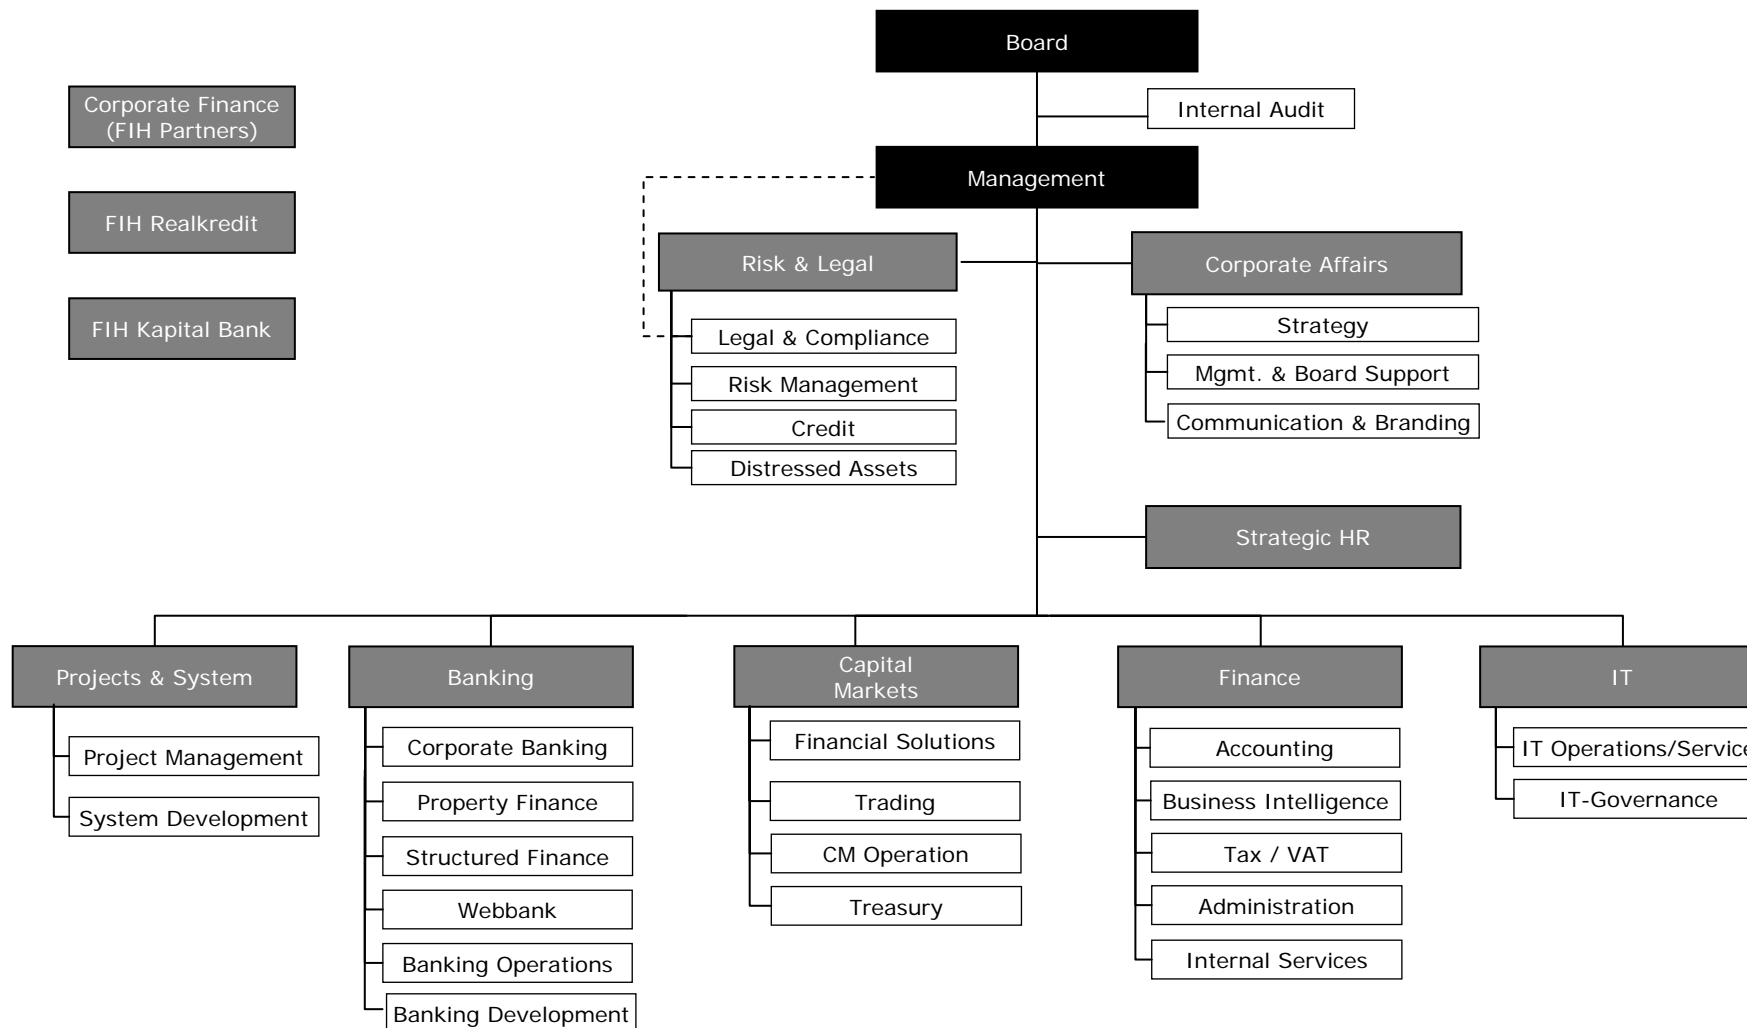 Board
Internal Audit
Management
Corporate Finance
(FIH Partners)
FIH Realkredit
FIH Kapital Bank
Risk & Legal
Legal & Compliance
Risk Management
Credit
Distressed Assets
Corporate Affairs
Strategy
Mgmt. & Board Support
Communication & Branding
Strategic HR
Projects & System
Project Management
System Development
Banking
Corporate Banking
Property Finance
Structured Finance
Webbank
Banking Operations
Banking Development
Capital
Markets
Financial Solutions
Trading
CM Operation
Treasury
Finance
Accounting
Business Intelligence
Tax / VAT
Administration
Internal Services
IT
IT Operations/Service
IT-Governance